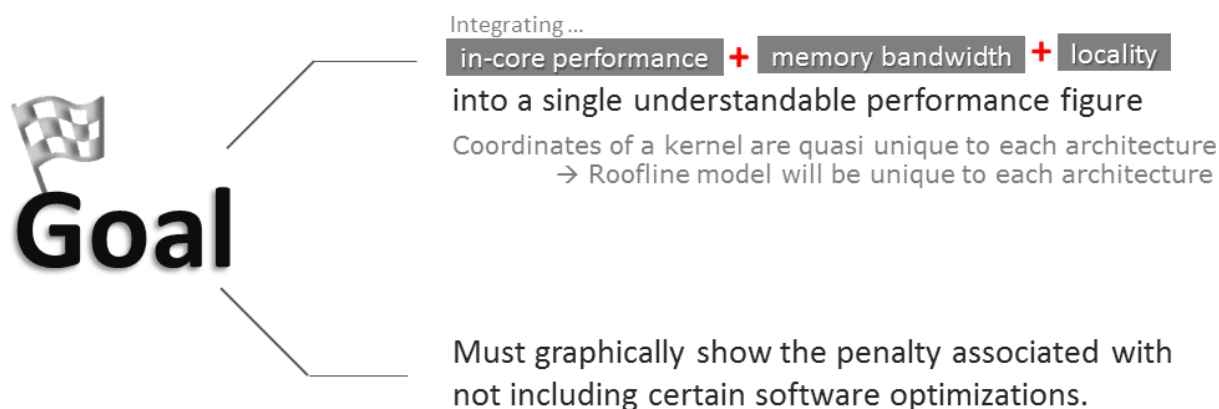 Goal
Integrating ...
in-core performance + memory bandwidth + locality
into a single understandable performance figure
Coordinates of a kernel are quasi unique to each architecture
→ Roofline model will be unique to each architecture
Must graphically show the penalty associated with
not including certain software optimizations.